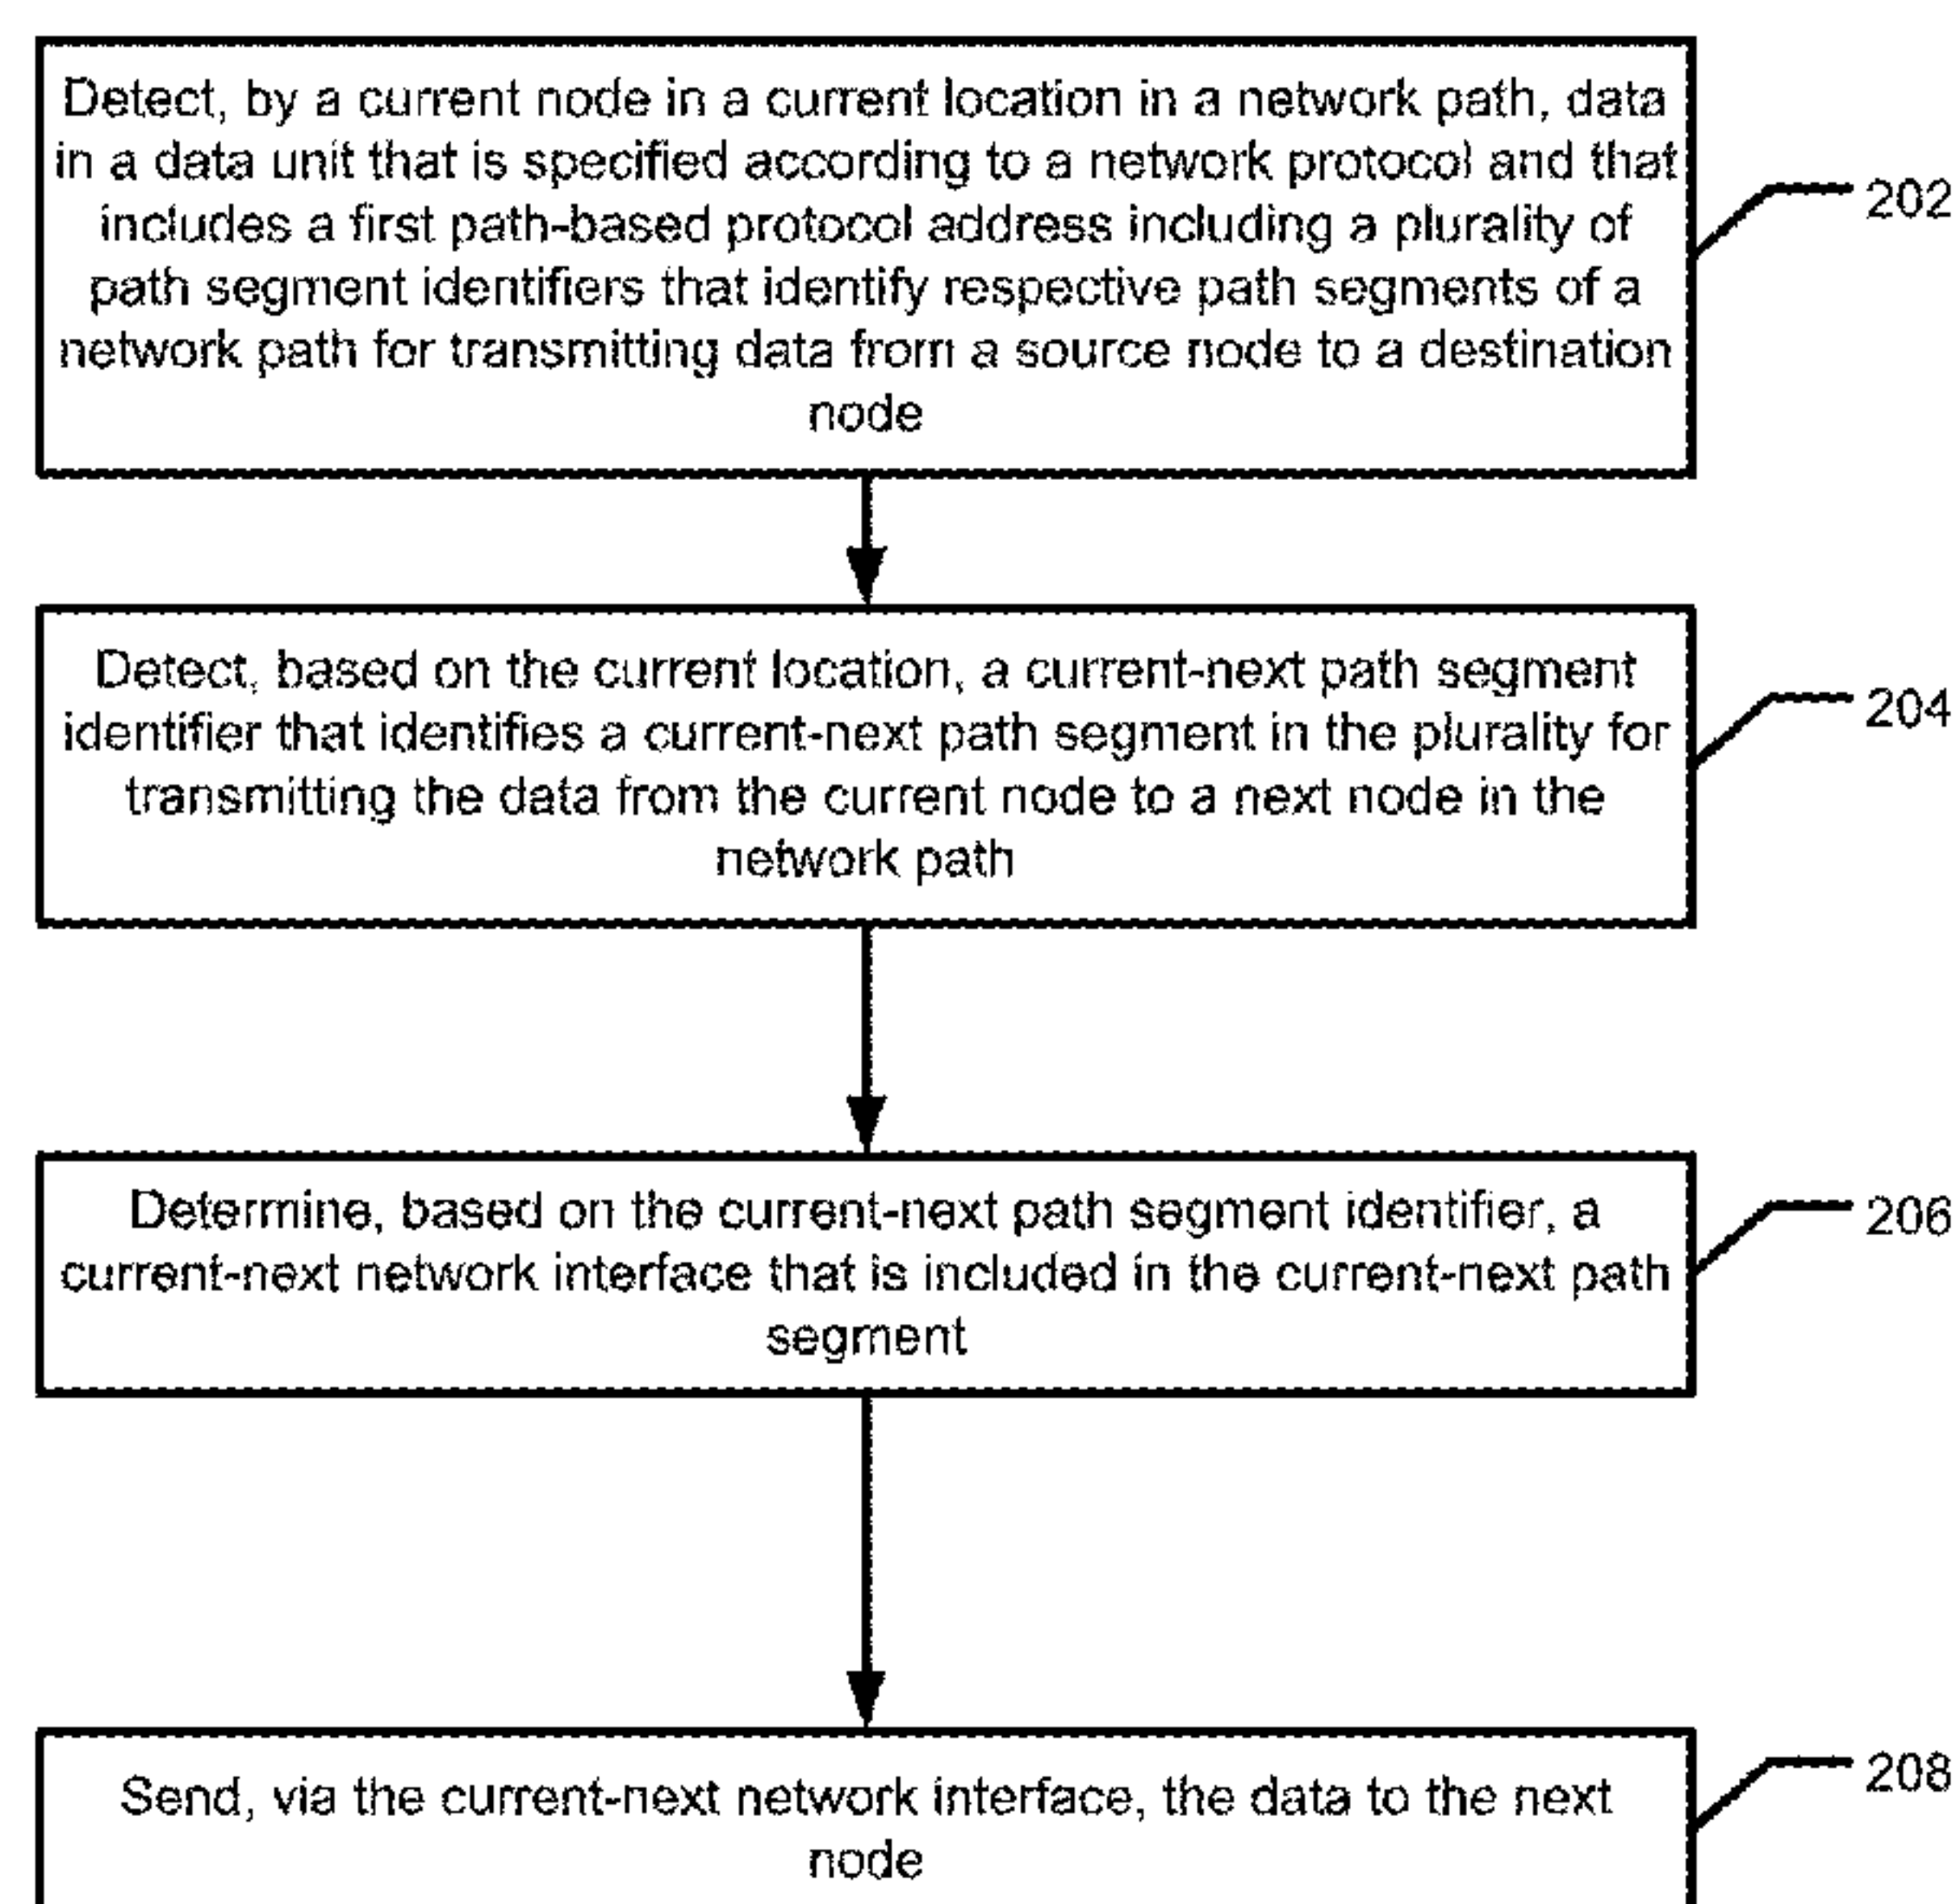 Detect, by a current node in a current location in a network path, data
in a data unit that is specified according to a network protocol and that
includes a first path-based protocol address including a plurality of
path segment identifiers that identify respective path segments of a
network path for transmitting data from a source node to a destination
node
202
Detect, based on the current location, a current-next path segment
identifier that identifies a current-next path segment in the plurality for
transmitting the data from the current node to a next node in the
network path
204
Determine, based on the current-next path segment identifier, a
current-next network interface that is included in the current-next path
segment
206
Send, via the current-next network interface, the data to the next
node
208